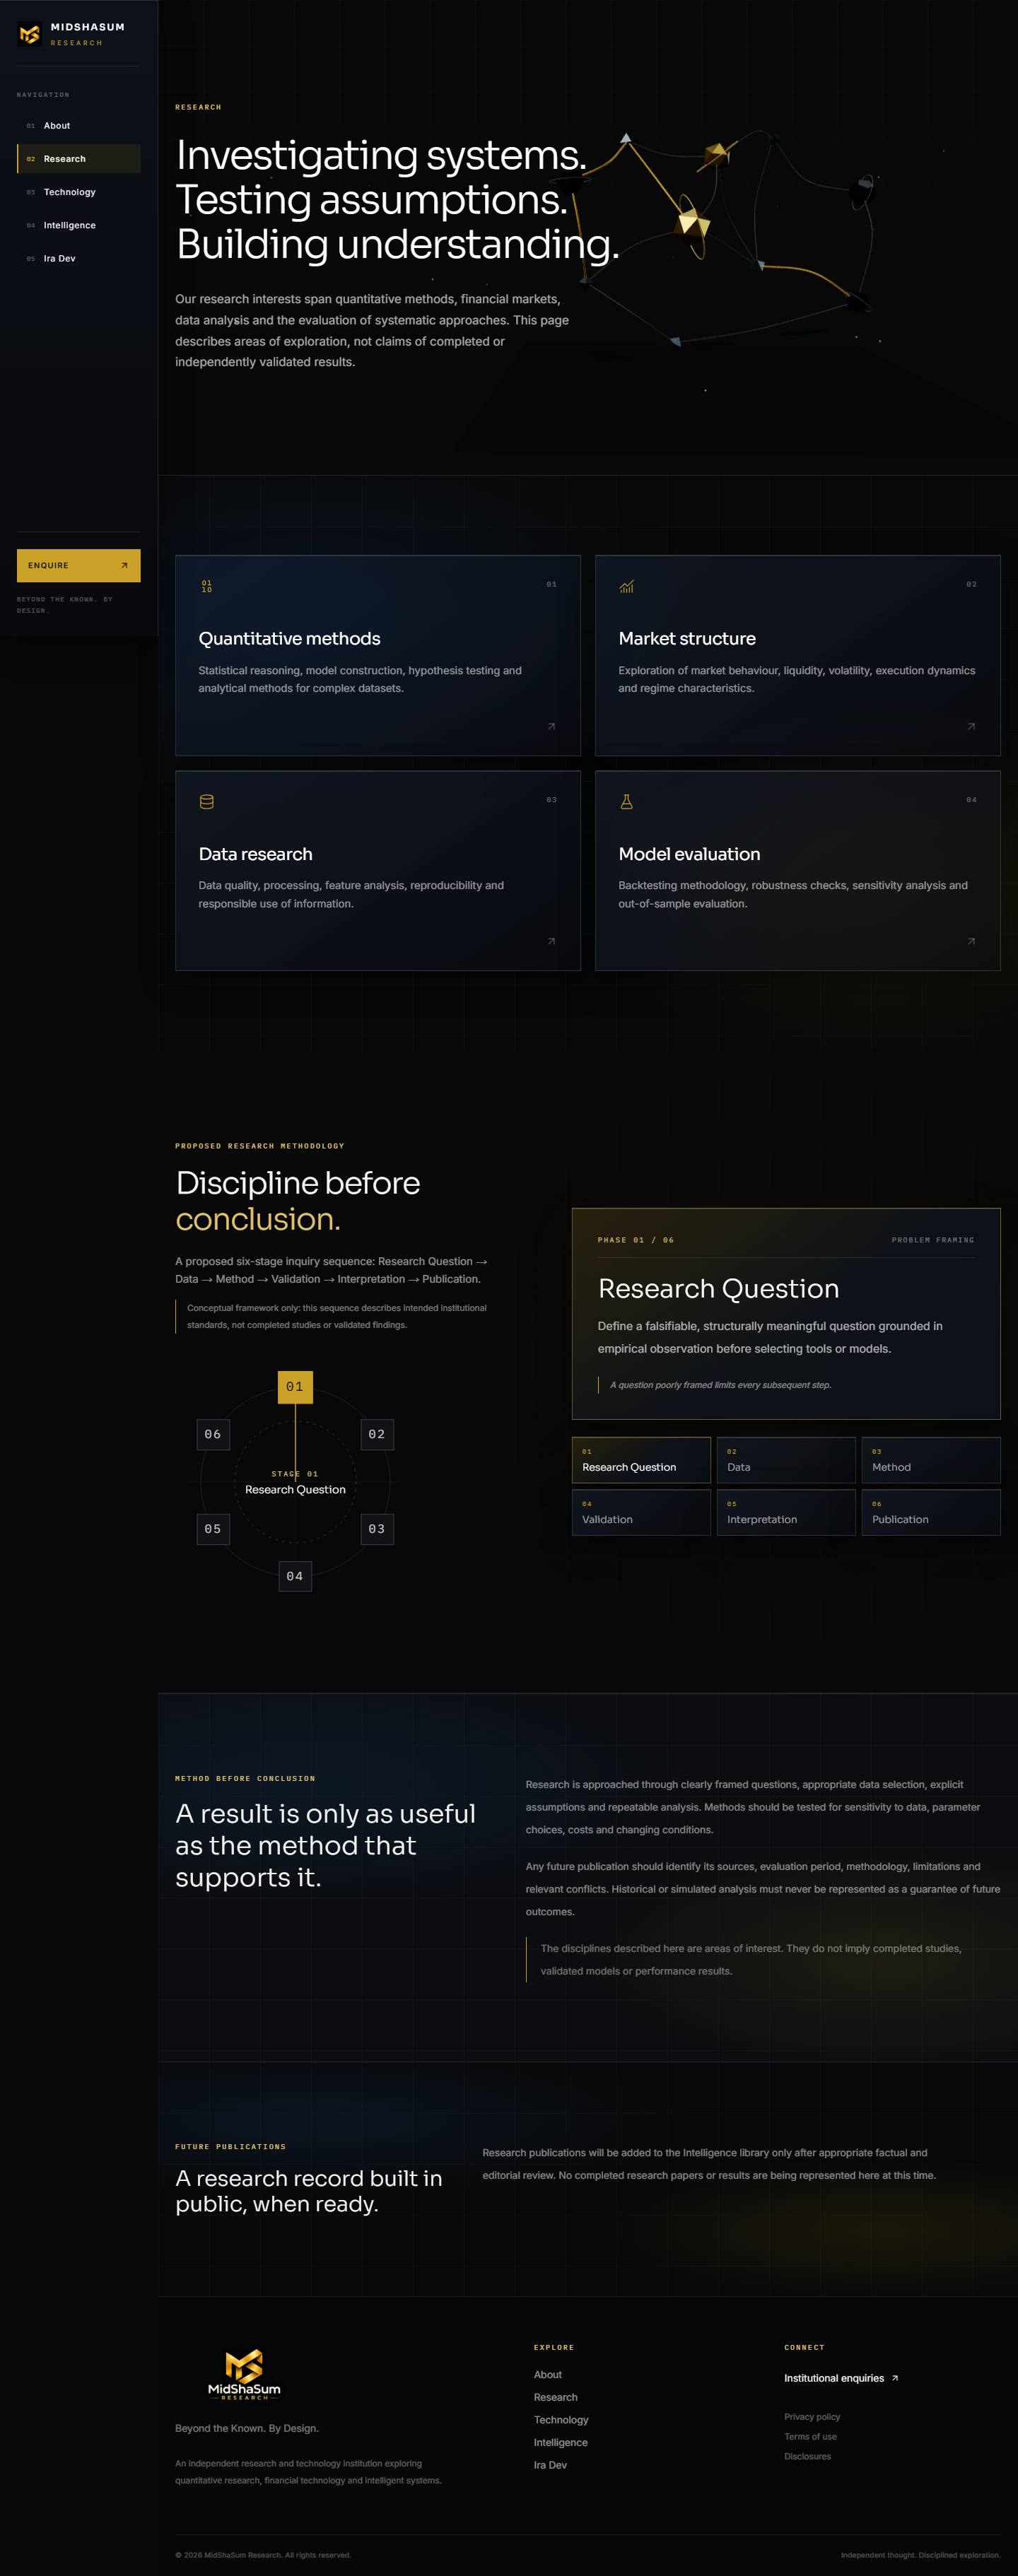 MIDSHASUM
RESEARCH
NAVIGATION
01 About
02 Research
03 Technology
04 Intelligence
05 Ira Dev
ENQUIRE
BEYOND THE KNOWN. BY
DESIGN.
RESEARCH
Investigating systems.
Testing assumptions.
Building understanding.
Our research interests span quantitative methods, financial markets,
data analysis and the evaluation of systematic approaches. This page
describes areas of exploration, not claims of completed or
independently validated results.
01
10
01
Quantitative methods
Statistical reasoning, model construction, hypothesis testing and
analytical methods for complex datasets.
02
Market structure
Exploration of market behaviour, liquidity, volatility, execution dynamics
and regime characteristics.
03
Data research
Data quality, processing, feature analysis, reproducibility and
responsible use of information.
04
Model evaluation
Backtesting methodology, robustness checks, sensitivity analysis and
out-of-sample evaluation.
PROPOSED RESEARCH METHODOLOGY
Discipline before
conclusion.
A proposed six-stage inquiry sequence: Research Question →
Data → Method → Validation → Interpretation → Publication.
Conceptual framework only: this sequence describes intended institutional
standards, not completed studies or validated findings.
01
06
02
STAGE 01
Research Question
05
03
04
PHASE 01 / 06
PROBLEM FRAMING
Research Question
Define a falsifiable, structurally meaningful question grounded in
empirical observation before selecting tools or models.
A question poorly framed limits every subsequent step.
01
Research Question
02
Data
03
Method
04
Validation
05
Interpretation
06
Publication
METHOD BEFORE CONCLUSION
A result is only as useful
as the method that
supports it.
Research is approached through clearly framed questions, appropriate data selection, explicit
assumptions and repeatable analysis. Methods should be tested for sensitivity to data, parameter
choices, costs and changing conditions.
Any future publication should identify its sources, evaluation period, methodology, limitations and
relevant conflicts. Historical or simulated analysis must never be represented as a guarantee of future
outcomes.
The disciplines described here are areas of interest. They do not imply completed studies,
validated models or performance results.
FUTURE PUBLICATIONS
A research record built in
public, when ready.
Research publications will be added to the Intelligence library only after appropriate factual and
editorial review. No completed research papers or results are being represented here at this time.
MidShaSum
RESEARCH
Beyond the Known. By Design.
An independent research and technology institution exploring
quantitative research, financial technology and intelligent systems.
EXPLORE
About
Research
Technology
Intelligence
Ira Dev
CONNECT
Institutional enquiries
Privacy policy
Terms of use
Disclosures
© 2026 MidShaSum Research. All rights reserved.
Independent thought. Disciplined exploration.